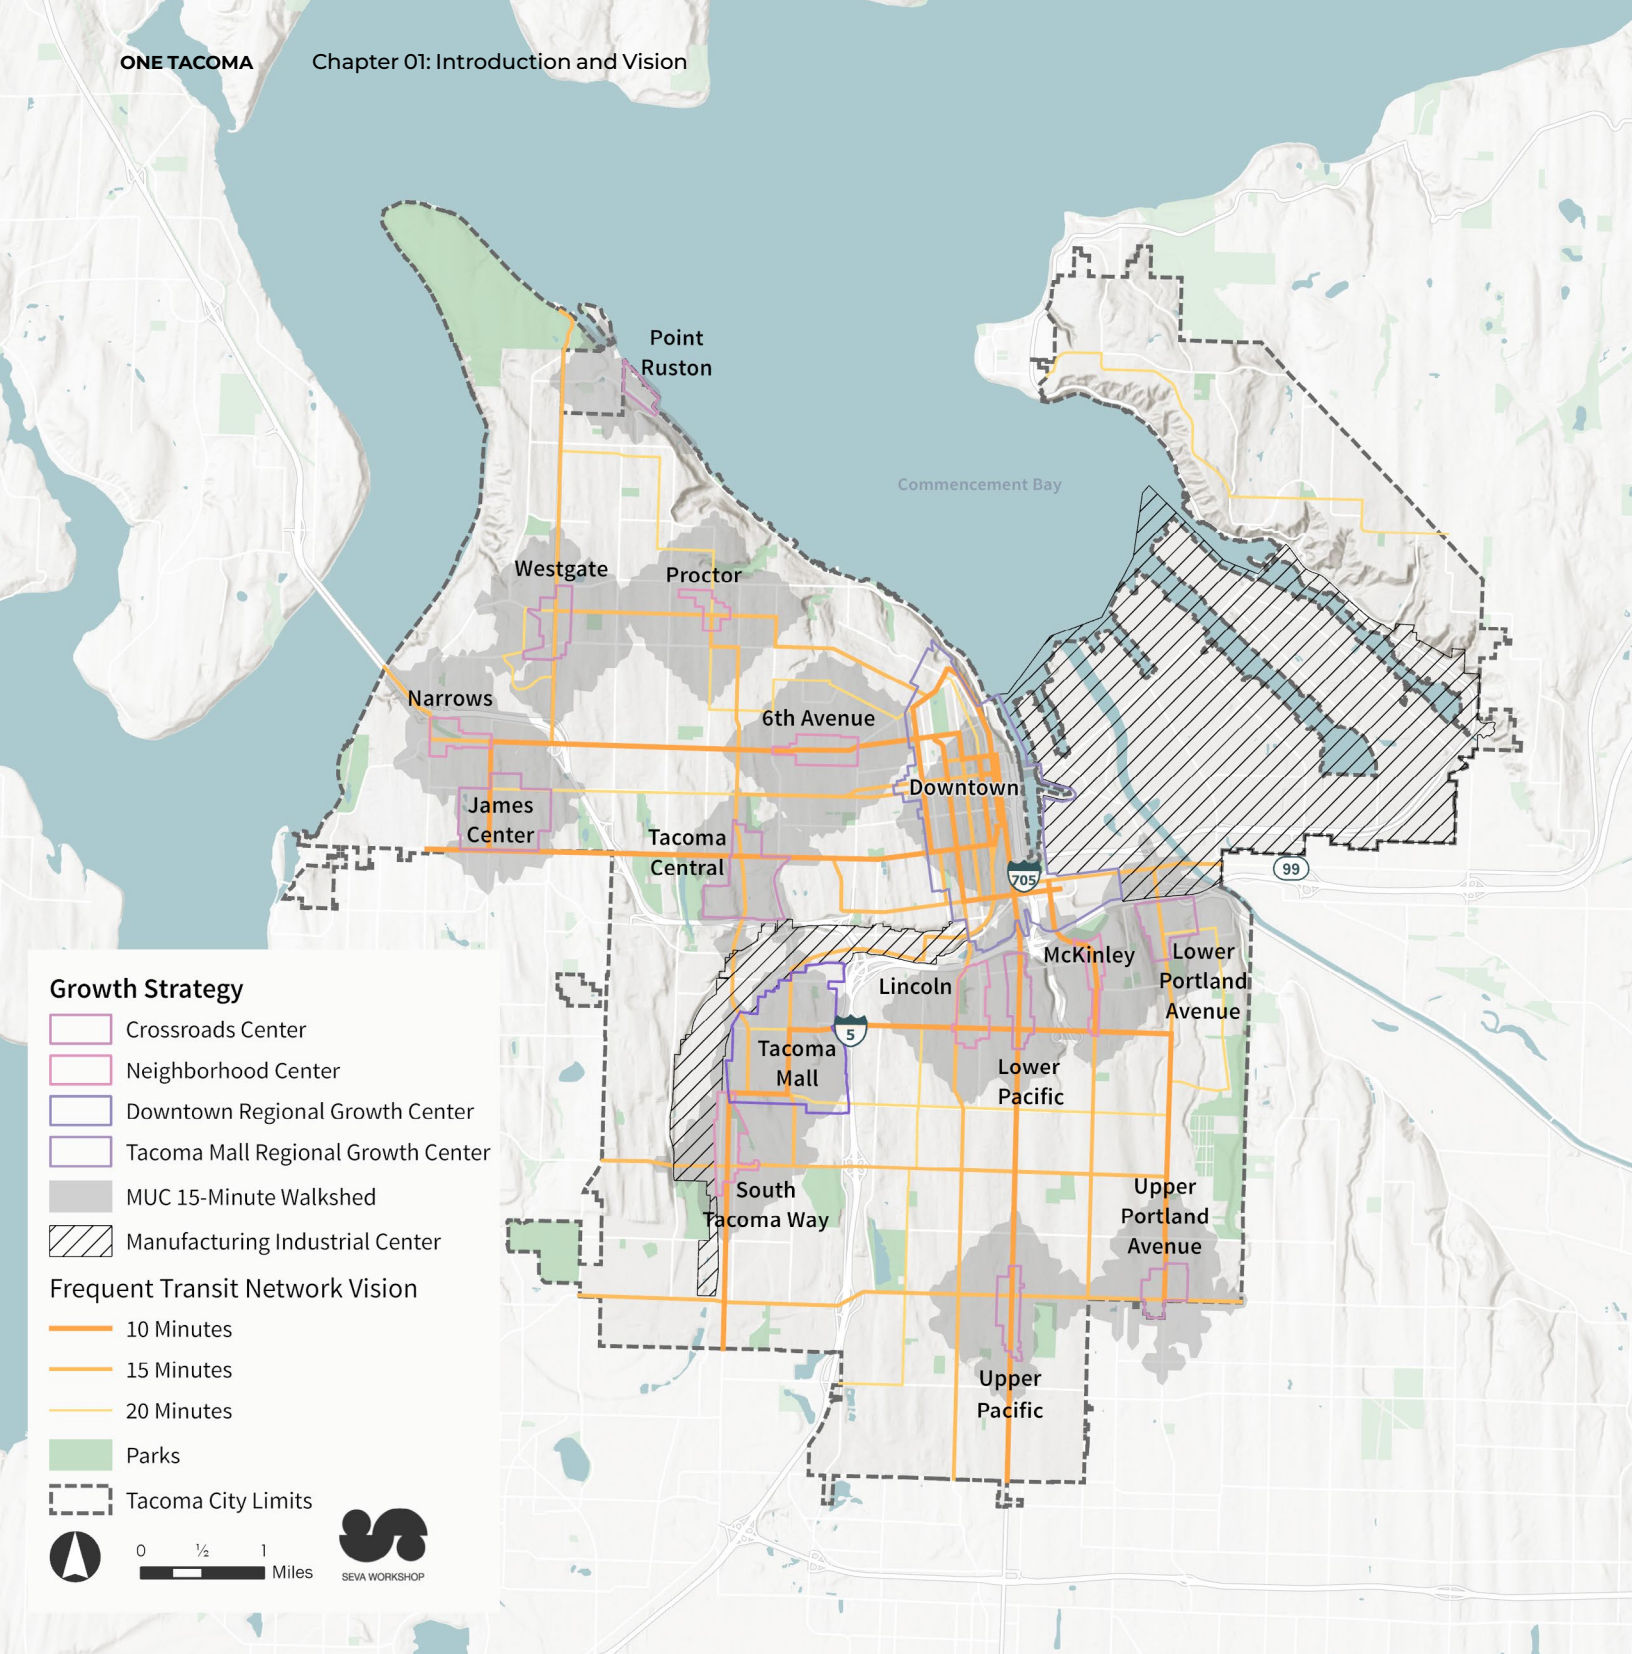 ONE TACOMA
Chapter 01: Introduction and Vision
Point
Ruston
Commencement Bay
Westgate
Proctor
Narrows
6th Avenue
Downtown
James
Center
Tacoma
Central
705
99
McKinley
Lower
Portland
Avenue
Lincoln
5
Tacoma
Mall
Lower
Pacific
South
Tacoma Way
Upper
Portland
Avenue
Upper
Pacific
Growth Strategy
Crossroads Center
Neighborhood Center
Downtown Regional Growth Center
Tacoma Mall Regional Growth Center
MUC 15-Minute Walkshed
Manufacturing Industrial Center
Frequent Transit Network Vision
10 Minutes
15 Minutes
20 Minutes
Parks
Tacoma City Limits
0 ½ 1
Miles
SEVA WORKSHOP